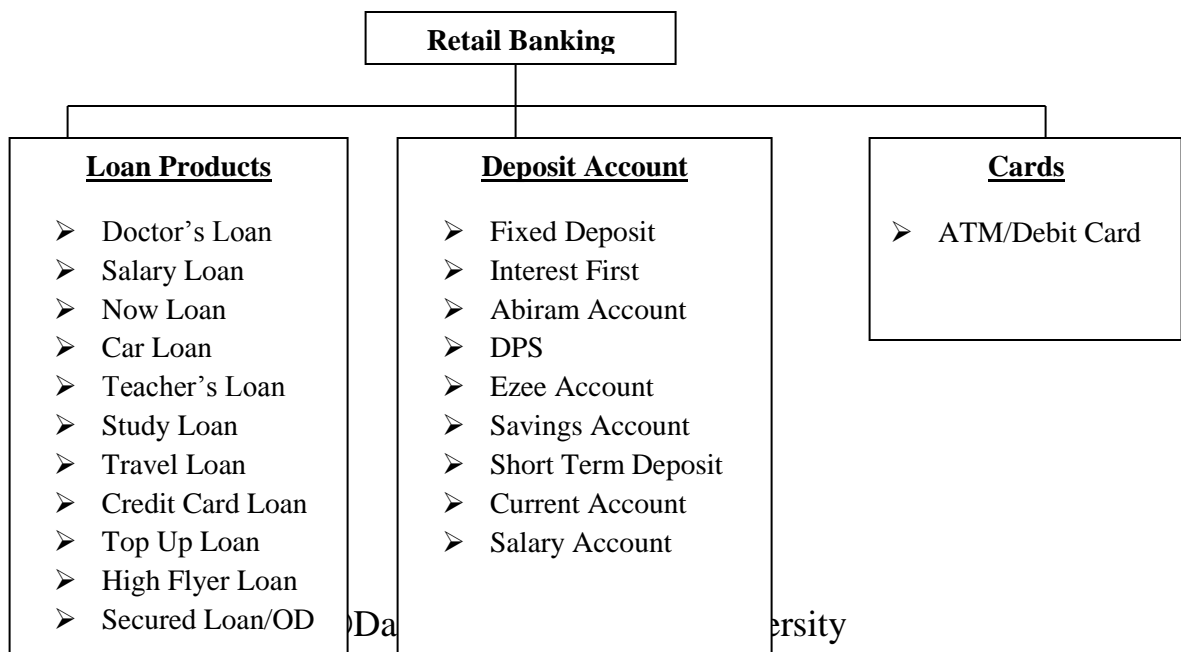 Retail Banking
Loan Products
➢ Doctor’s Loan
➢ Salary Loan
➢ Now Loan
➢ Car Loan
➢ Teacher’s Loan
➢ Study Loan
➢ Travel Loan
➢ Credit Card Loan
➢ Top Up Loan
➢ High Flyer Loan
➢ Secured Loan/OD
Deposit Account
➢ Fixed Deposit
➢ Interest First
➢ Abiram Account
➢ DPS
➢ Ezee Account
➢ Savings Account
➢ Short Term Deposit
➢ Current Account
➢ Salary Account
Cards
➢ ATM/Debit Card